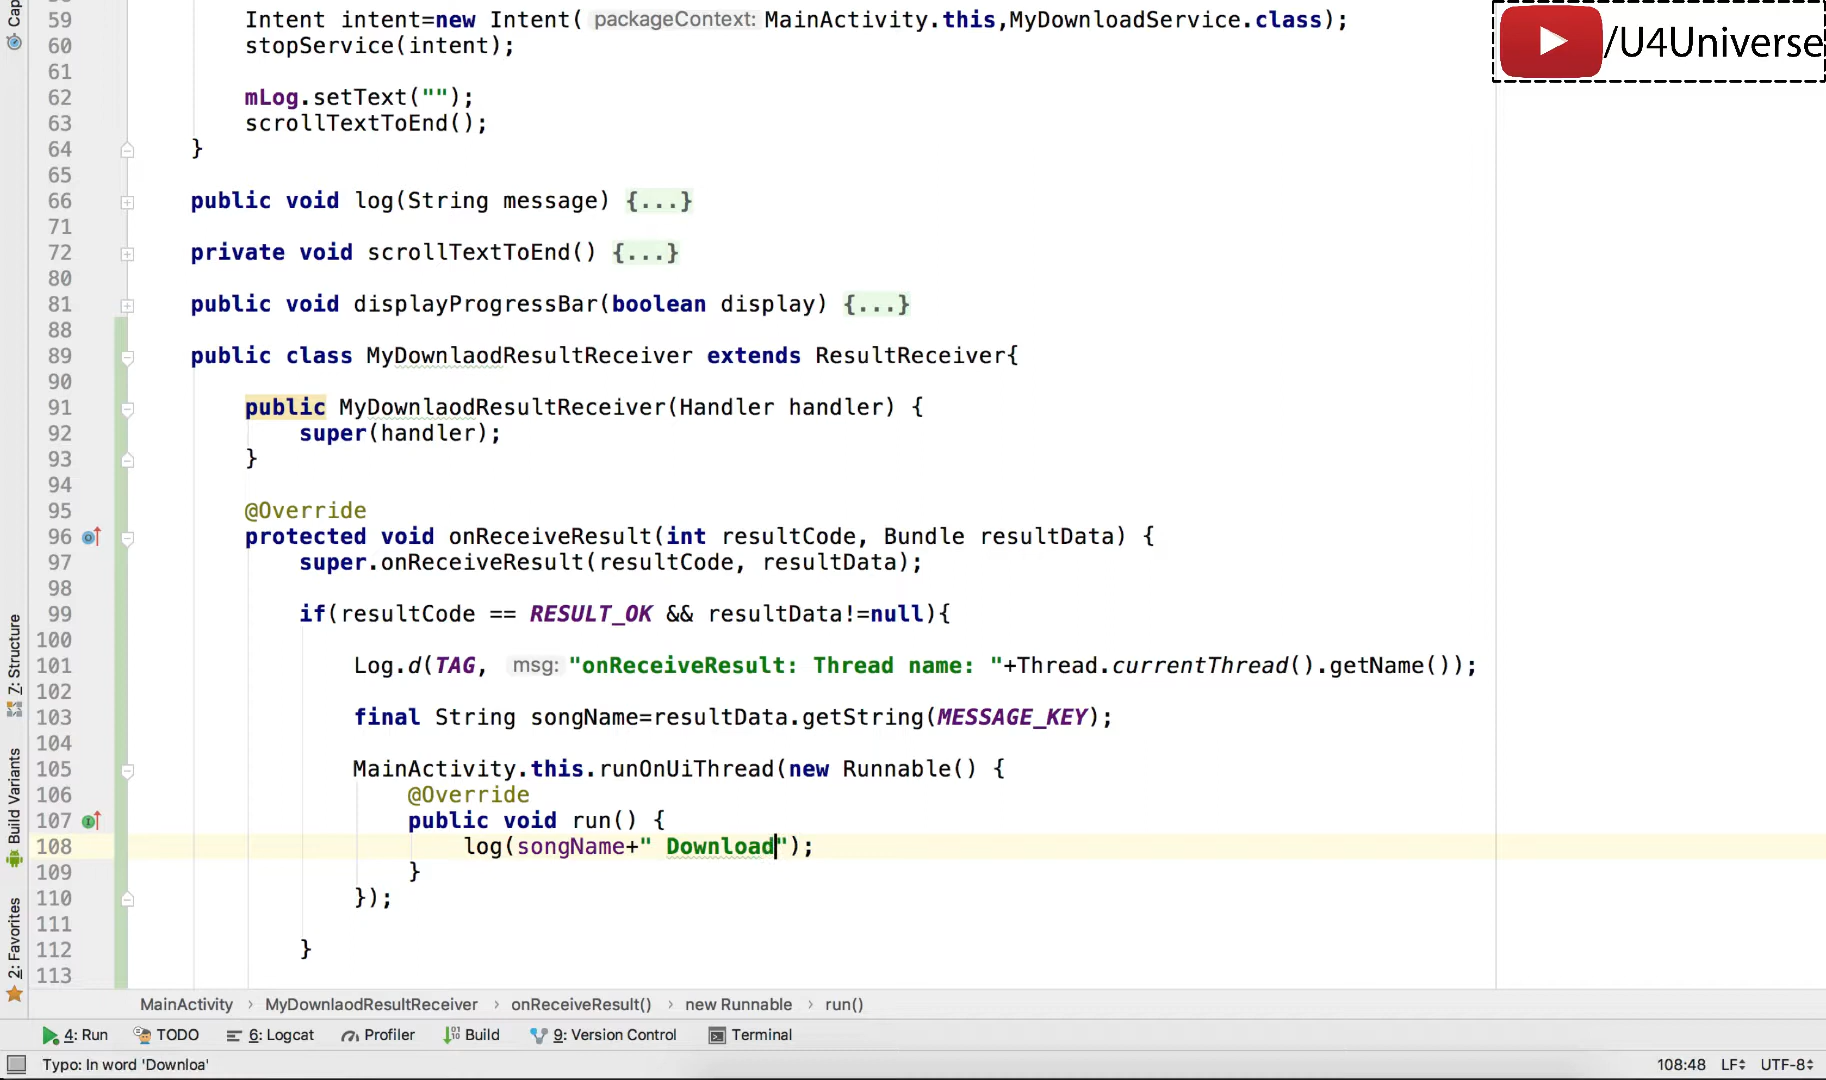 59 Intent intent=new Intent( packageContext: MainActivity.this,MyDownloadService.class);
/U4Universe
60 stopService(intent);
61
62 mLog.setText("");
63 scrollTextToEnd();
64 }
65
66 public void log(String message) {...}
71
72 private void scrollTextToEnd() {...}
80
81 public void displayProgressBar(boolean display) {...}
88
89 public class MyDownlaodResultReceiver extends ResultReceiver{
90
91 public MyDownlaodResultReceiver(Handler handler) {
92 super(handler);
93 }
94
95 @Override
96 protected void onReceiveResult(int resultCode, Bundle resultData) {
97 super.onReceiveResult(resultCode, resultData);
98
99 if(resultCode == RESULT_OK && resultData!=null){
100
101 Log.d(TAG, msg: "onReceiveResult: Thread name: "+Thread.currentThread().getName());
102
103 final String songName=resultData.getString(MESSAGE_KEY);
104
105 MainActivity.this.runOnUiThread(new Runnable() {
106 @Override
107 public void run() {
108 log(songName+" Download");
109 }
110 });
111
112 }
113
Cap
7: Structure
Build Variants
2: Favorites
MainActivity › MyDownlaodResultReceiver › onReceiveResult() › new Runnable › run()
4: Run TODO 6: Logcat Profiler Build 9: Version Control Terminal
Typo: In word 'Downloa' 108:48 LF UTF-8